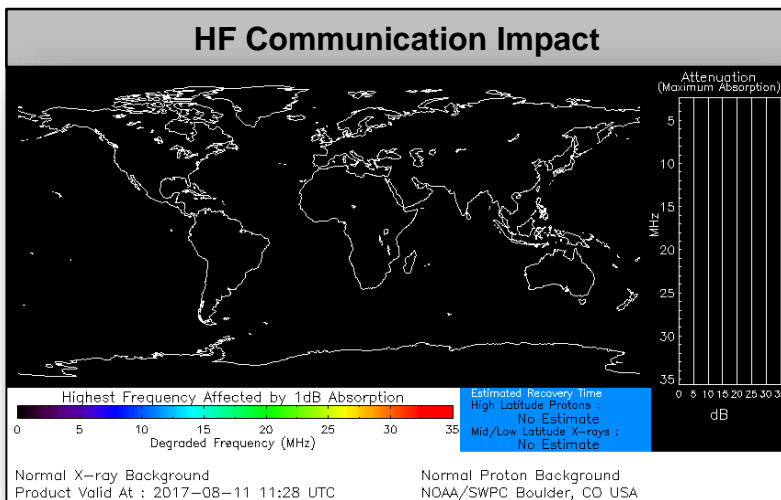 HF Communication Impact
Attenuation
(Maximum Absorption)
5
10
15
20
25
30
35
MHz
0 5 10 15 20 25 30 35
dB
Highest Frequency Affected by 1dB Absorption
0 5 10 15 20 25 30 35
Degraded Frequency (MHz)
Estimated Recovery Time
High Latitude Protons :
No Estimate
Mid/Low Latitude X-rays :
No Estimate
Normal X-ray Background
Product Valid At : 2017-08-11 11:28 UTC
Normal Proton Background
NOAA/SWPC Boulder, CO USA